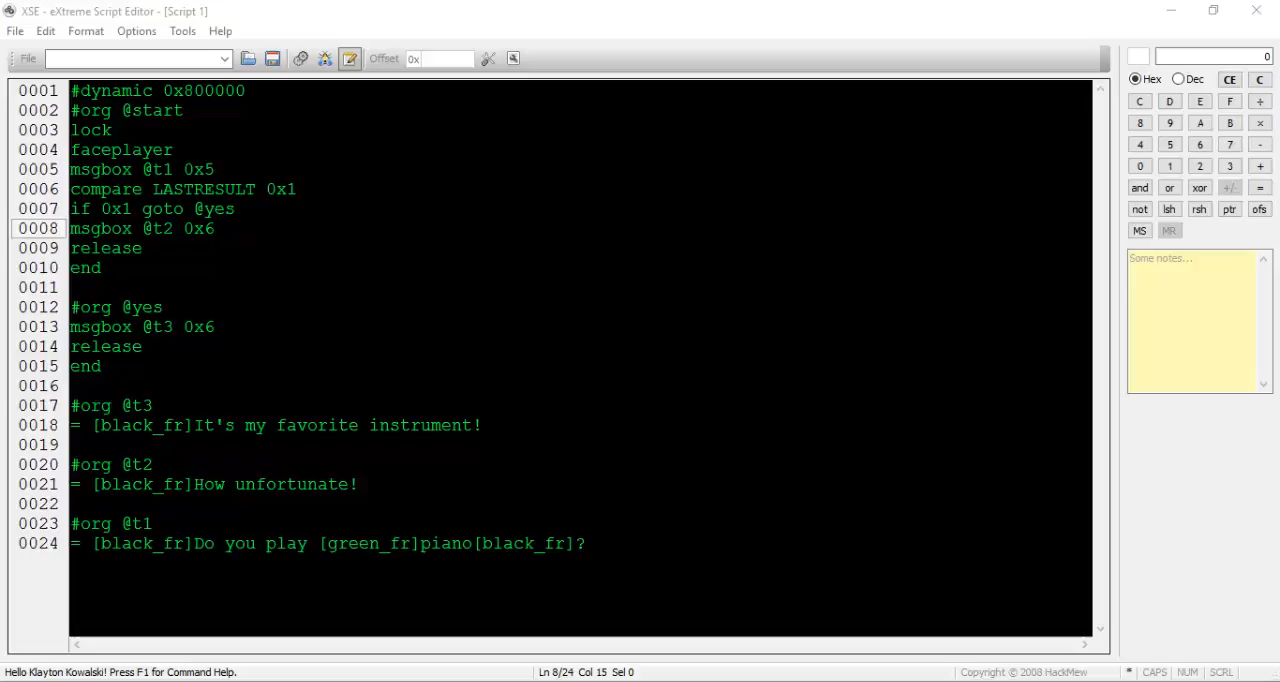 XSE - eXtreme Script Editor - [Script 1]
File Edit Format Options Tools Help
File Offset 0x
0
Hex Dec CE C
C D E F ÷
8 9 A B ×
4 5 6 7 -
0 1 2 3 +
and or xor +/- =
not lsh rsh ptr ofs
MS MR
Some notes...
0001 #dynamic 0x800000
0002 #org @start
0003 lock
0004 faceplayer
0005 msgbox @t1 0x5
0006 compare LASTRESULT 0x1
0007 if 0x1 goto @yes
0008 msgbox @t2 0x6
0009 release
0010 end
0011
0012 #org @yes
0013 msgbox @t3 0x6
0014 release
0015 end
0016
0017 #org @t3
0018 = [black_fr]It's my favorite instrument!
0019
0020 #org @t2
0021 = [black_fr]How unfortunate!
0022
0023 #org @t1
0024 = [black_fr]Do you play [green_fr]piano[black_fr]?
Hello Klayton Kowalski! Press F1 for Command Help. Ln 8/24 Col 15 Sel 0 Copyright © 2008 HackMew * CAPS NUM SCRL